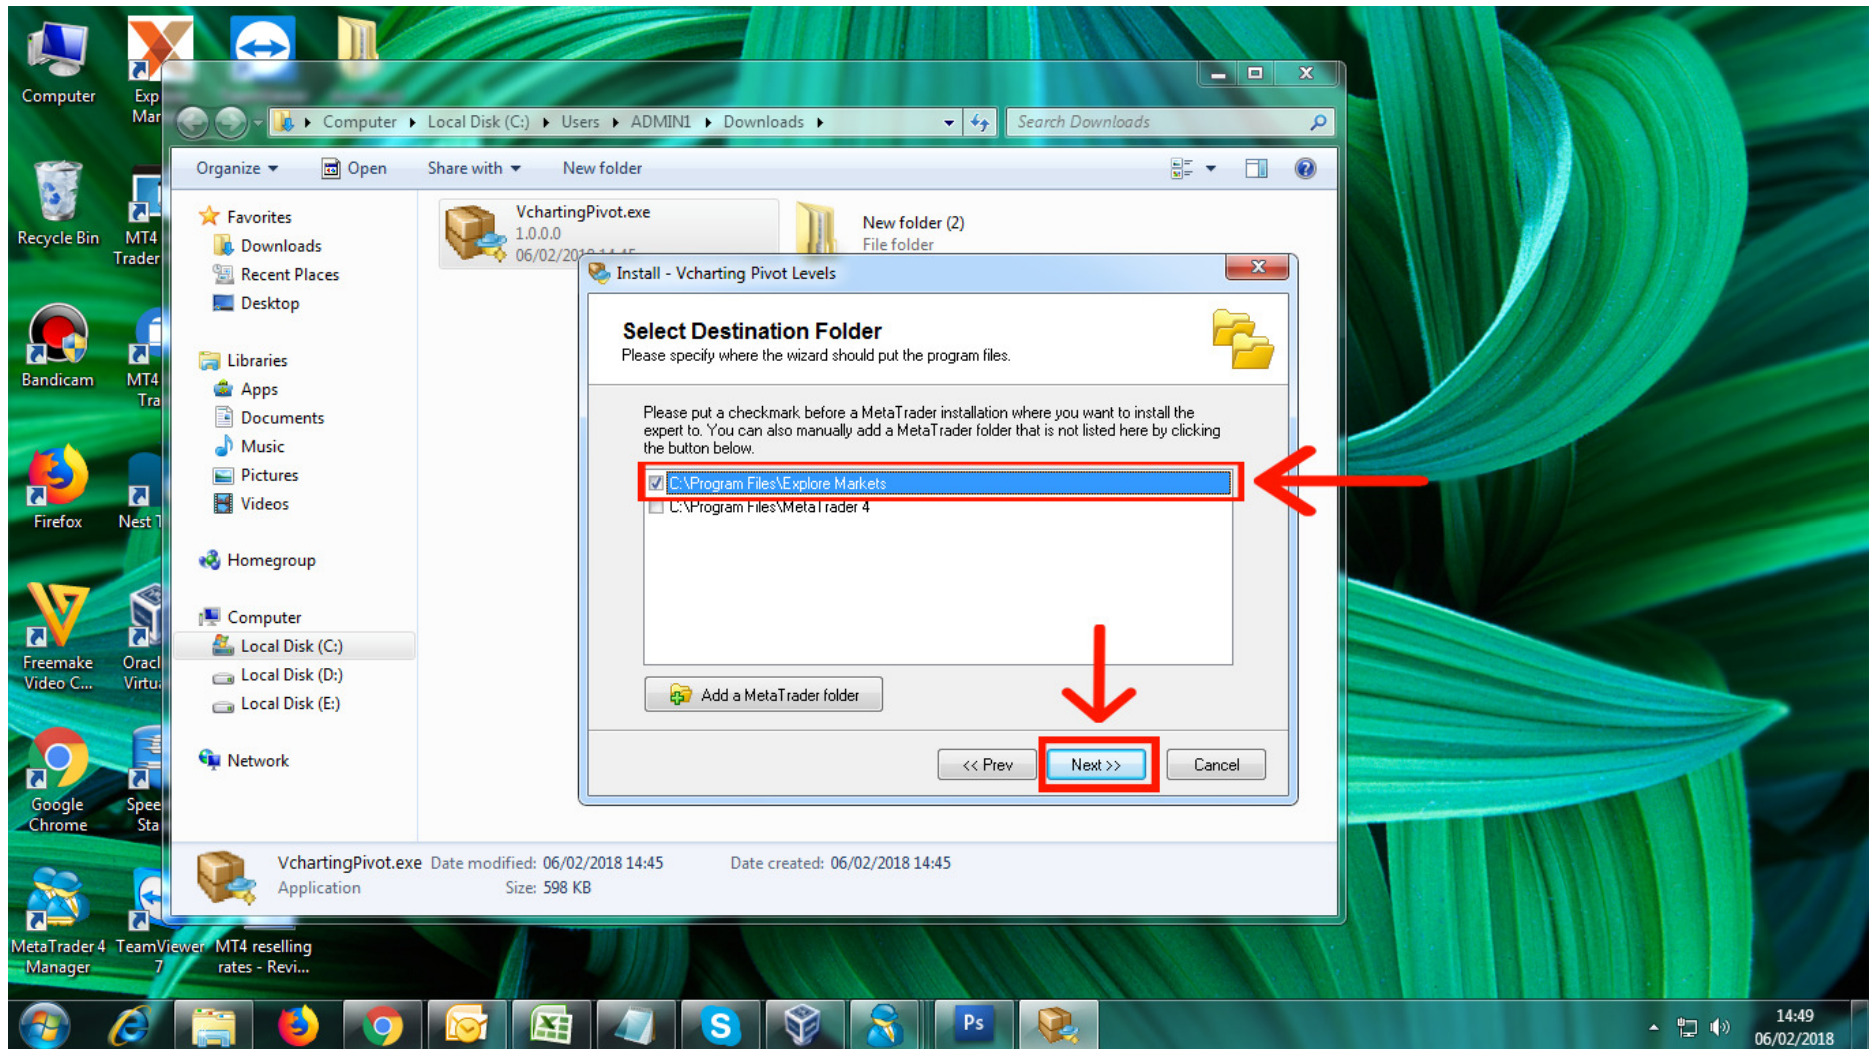 Computer
Exp
Mar
Recycle Bin
MT4
Trader
Bandicam
MT4
Tra
Firefox
Nest
Freemake
Video C...
Oracl
Virtu
Google
Chrome
Spee
Sta
MetaTrader 4
Manager
TeamViewer
7
MT4 reselling
rates - Revi...
Computer
Local Disk (C:)
Users
ADMIN1
Downloads
Search Downloads
Organize
Open
Share with
New folder
Favorites
Downloads
Recent Places
Desktop
Libraries
Apps
Documents
Music
Pictures
Videos
Homegroup
Computer
Local Disk (C:)
Local Disk (D:)
Local Disk (E:)
Network
VchartingPivot.exe
1.0.0.0
06/02/2018 14:45
New folder (2)
File folder
Install - Vcharting Pivot Levels
Select Destination Folder
Please specify where the wizard should put the program files.
Please put a checkmark before a MetaTrader installation where you want to install the
expert to. You can also manually add a MetaTrader folder that is not listed here by clicking
the button below.
C:\Program Files\Explore Markets
C:\Program Files\MetaTrader 4
Add a MetaTrader folder
<< Prev
Next >>
Cancel
VchartingPivot.exe Date modified: 06/02/2018 14:45 Date created: 06/02/2018 14:45
Application Size: 598 KB
Ps
14:49
06/02/2018